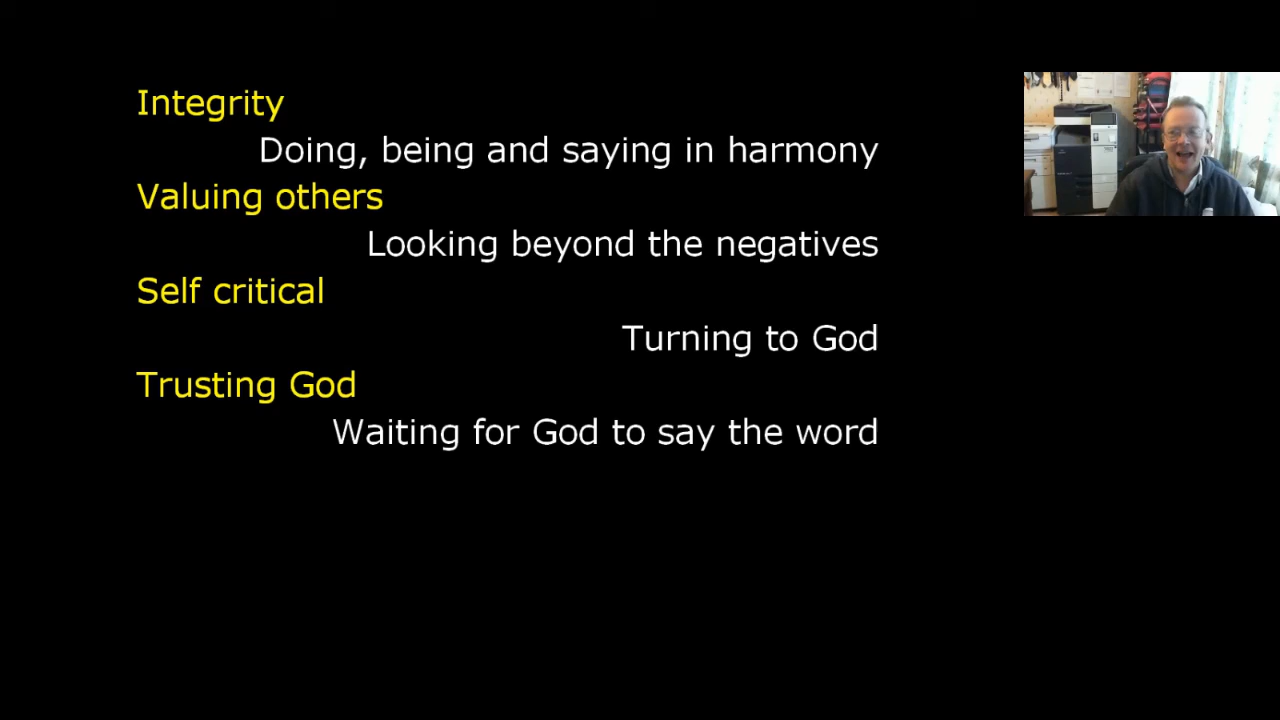 Integrity
Doing, being and saying in harmony
Valuing others
Looking beyond the negatives
Self critical
Turning to God
Trusting God
Waiting for God to say the word